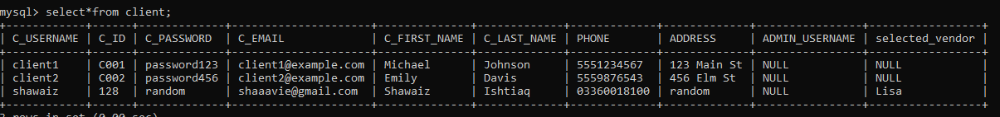 mysql> select*from client;
| C_USERNAME | C_ID | C_PASSWORD | C_EMAIL | C_FIRST_NAME | C_LAST_NAME | PHONE | ADDRESS | ADMIN_USERNAME | selected_vendor |
| client1 | C001 | password123 | client1@example.com | Michael | Johnson | 5551234567 | 123 Main St | NULL | NULL |
| client2 | C002 | password456 | client2@example.com | Emily | Davis | 5559876543 | 456 Elm St | NULL | NULL |
| shawaiz | 128 | random | shaaavie@gmail.com | Shawaiz | Ishtiaq | 03360018100 | random | NULL | Lisa |
3 rows in set (0.00 sec)